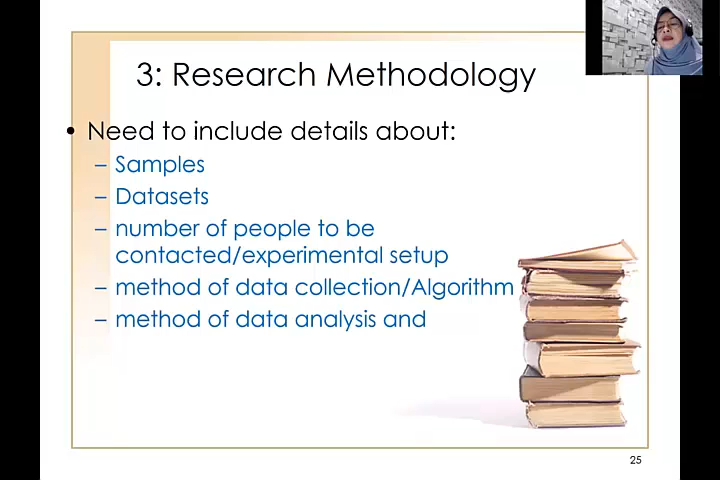 3: Research Methodology
• Need to include details about:
– Samples
– Datasets
– number of people to be
contacted/experimental setup
– method of data collection/Algorithm
– method of data analysis and
25